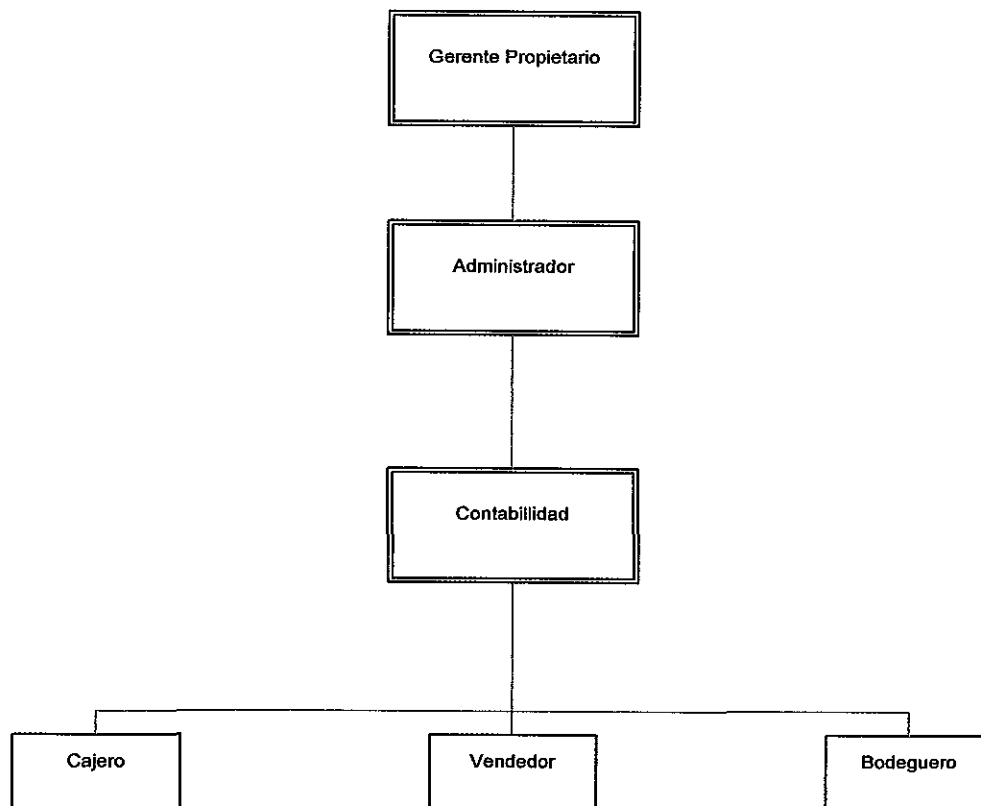 Gerente Propietario
Administrador
Contabilidad
Cajero
Vendedor
Bodeguero